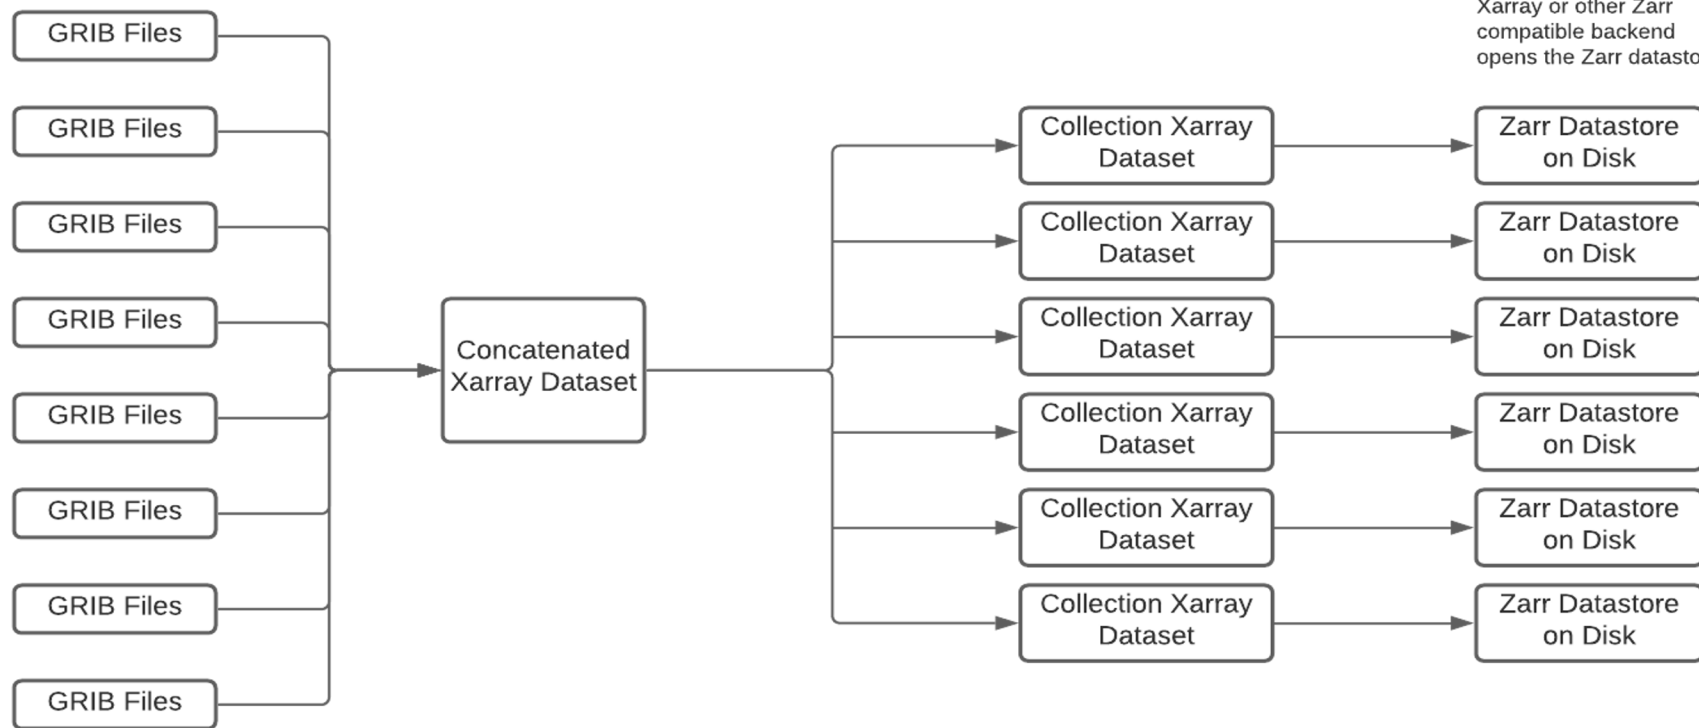 GRIB Files
GRIB Files
GRIB Files
GRIB Files
GRIB Files
GRIB Files
GRIB Files
GRIB Files
Concatenated
Xarray Dataset
Collection Xarray
Dataset
Collection Xarray
Dataset
Collection Xarray
Dataset
Collection Xarray
Dataset
Collection Xarray
Dataset
Collection Xarray
Dataset
Xarray or other Zarr
compatible backend
opens the Zarr
Zarr Datastore
on Disk
Zarr Datastore
on Disk
Zarr Datastore
on Disk
Zarr Datastore
on Disk
Zarr Datastore
on Disk
Zarr Datastore
on Disk